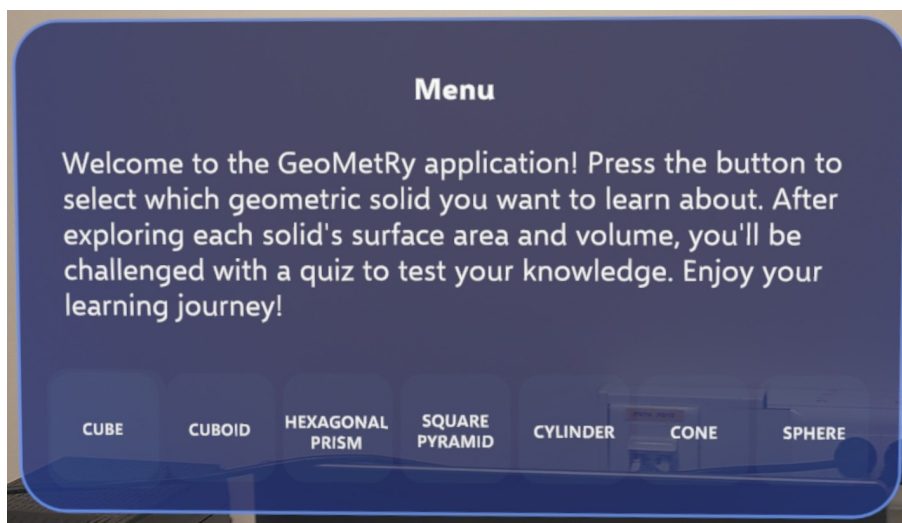 Menu
Welcome to the GeoMetRy application! Press the button to
select which geometric solid you want to learn about. After
exploring each solid's surface area and volume, you'll be
challenged with a quiz to test your knowledge. Enjoy your
learning journey!
CUBE
CUBOID
HEXAGONAL
PRISM
SQUARE
PYRAMID
CYLINDER
CONE
SPHERE